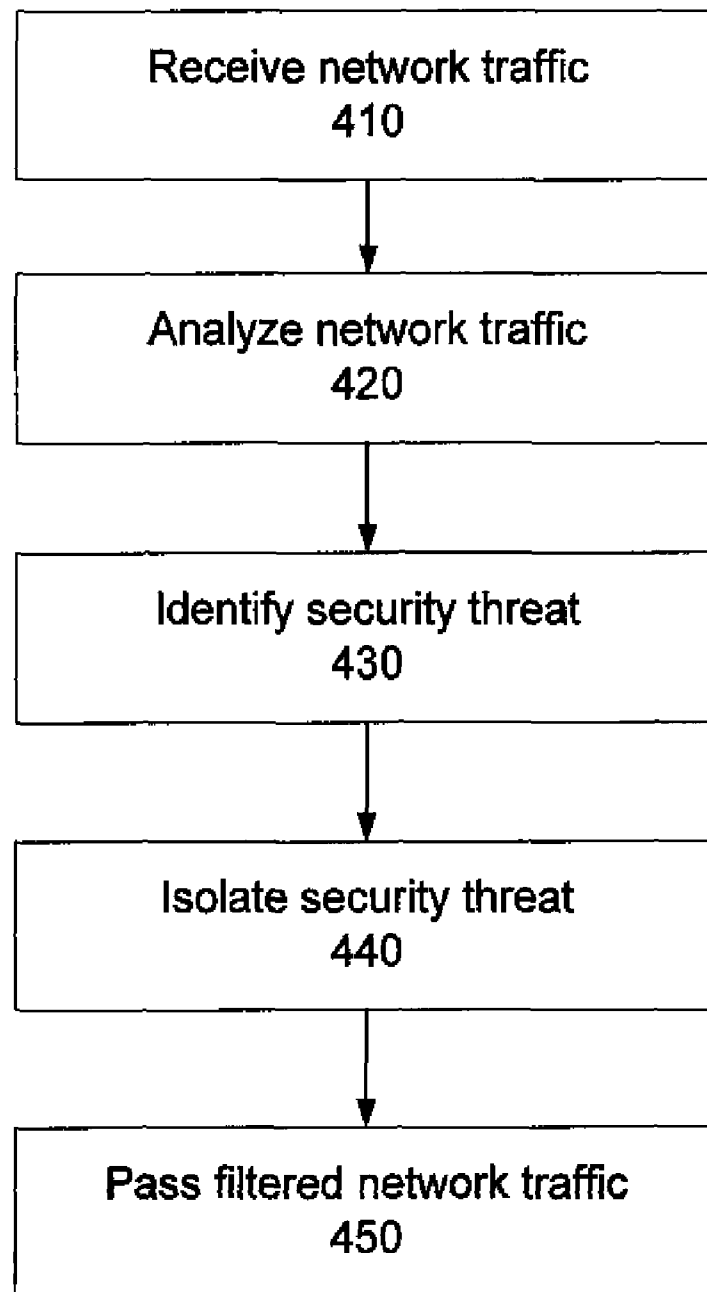 Receive network traffic
410
Analyze network traffic
420
Identify security threat
430
Isolate security threat
440
Pass filtered network traffic
450